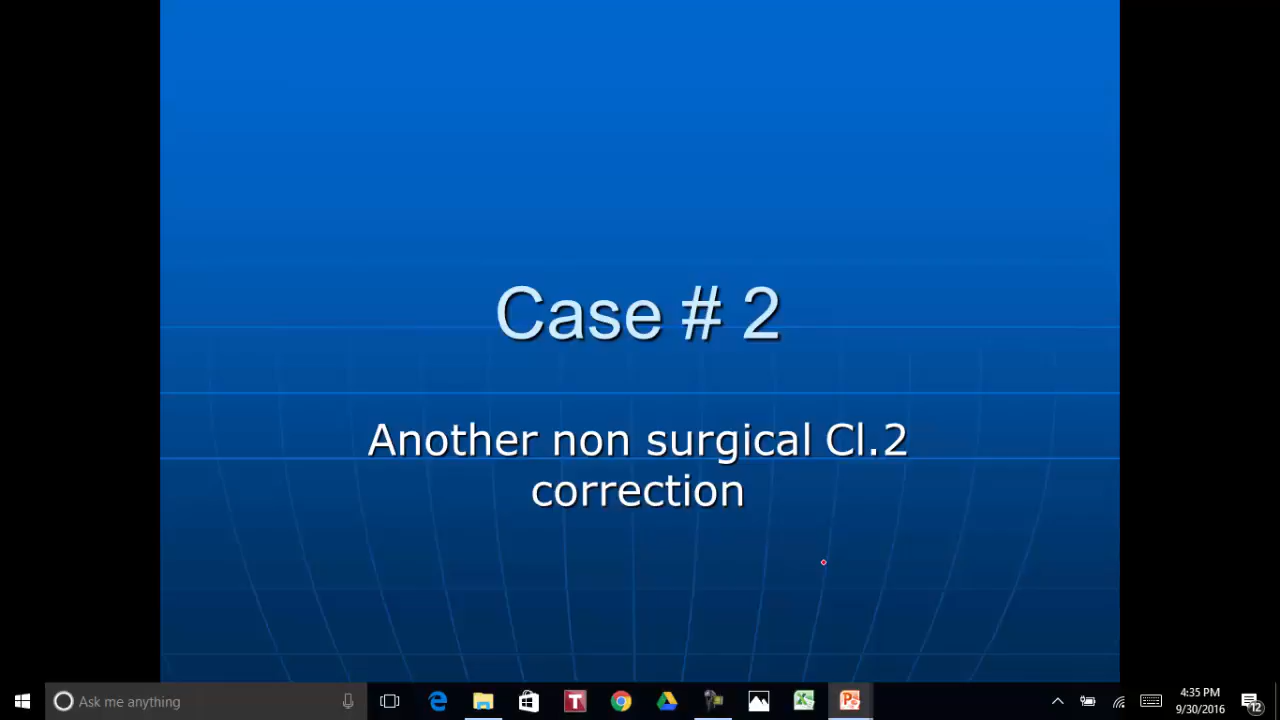 Case # 2
Another non surgical Cl.2
correction
Ask me anything
4:35 PM
9/30/2016
12